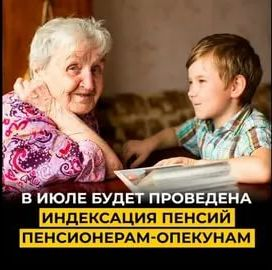 В ИЮЛЕ БУДЕТ ПРОВЕДЕНА
ИНДЕКСАЦИЯ ПЕНСИЙ
ПЕНСИОНЕРАМ-ОПЕКУНАМ